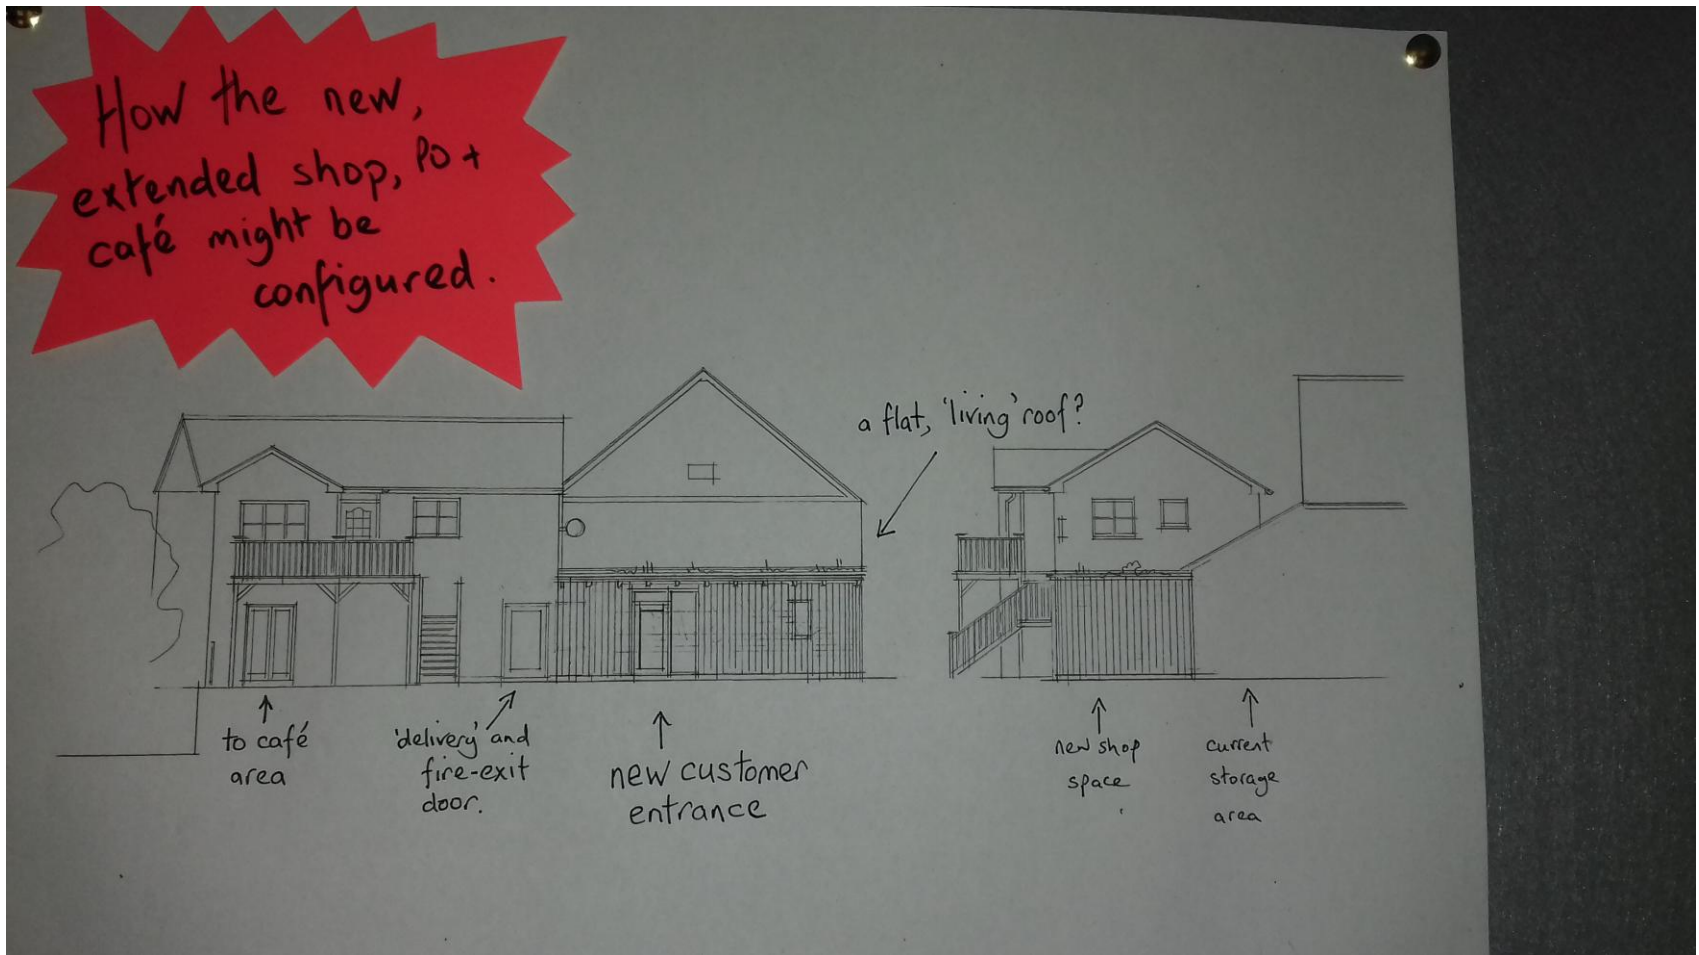 How the new,
extended shop, PO +
café might be
configured.
a flat, 'living' roof?
to café
area
'delivery' and
fire-exit
door.
new customer
entrance
new shop
space
current
storage
area